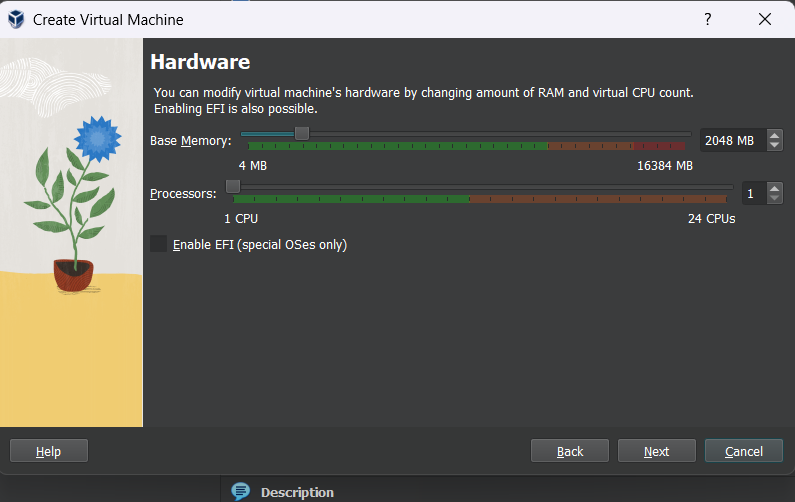 Create Virtual Machine
?
Hardware
You can modify virtual machine's hardware by changing amount of RAM and virtual CPU count.
Enabling EFI is also possible.
Base Memory:
2048 MB
4 MB
16384 MB
Processors:
1
1 CPU
24 CPUs
Enable EFI (special OSes only)
Help
Back
Next
Cancel
Description